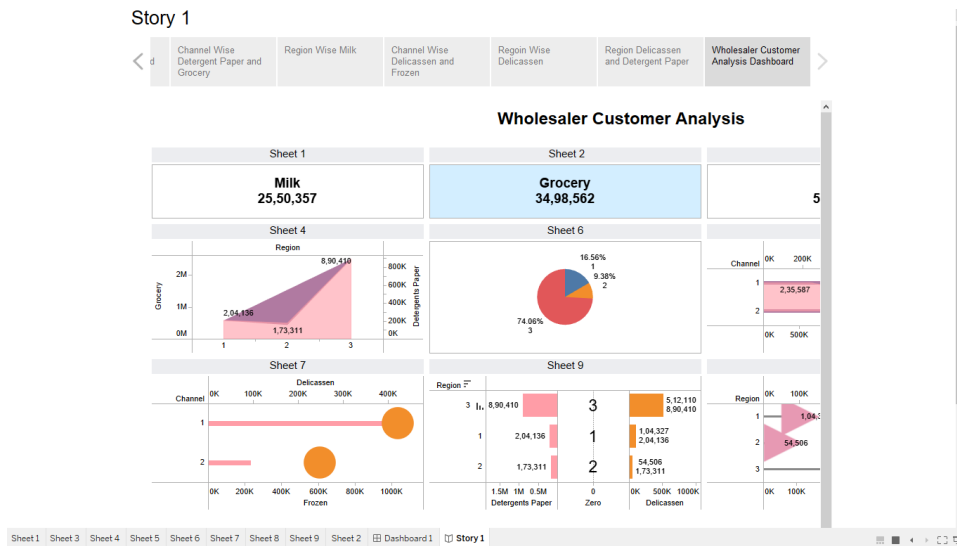 Story 1
d
Channel Wise
Detergent Paper and
Grocery
Region Wise Milk
Channel Wise
Delicassen and
Frozen
Regoin Wise
Delicassen
Region Delicassen
and Detergent Paper
Wholesaler Customer
Analysis Dashboard
Wholesaler Customer Analysis
Sheet 1
Sheet 2
Milk
25,50,357
Grocery
34,98,562
5
Sheet 4
Sheet 6
Region
8,90,410
2M
1M
0M
Grocery
2,04,136
1,73,311
800K
600K
400K
200K
0K
Detergents Paper
1 2 3
16.56%
1
9.38%
2
74.06%
3
Channel
0K 200K
1
2,35,587
2
0K 500K
Sheet 7
Sheet 9
Delicassen
Channel
0K 100K 200K 300K 400K
1
2
0K 200K 400K 600K 800K 1000K
Frozen
Region
3 8,90,410 3 5,12,110
8,90,410
1 2,04,136 1 1,04,327
2,04,136
2 1,73,311 2 54,506
1,73,311
1.5M 1M 0.5M 0 0K 500K 1000K
Detergents Paper Zero Delicassen
Region
0K 100K
1 1,04,3
2 54,506
3
0K 100K
Sheet 1 Sheet 3 Sheet 4 Sheet 5 Sheet 6 Sheet 7 Sheet 8 Sheet 9 Sheet 2 Dashboard 1 Story 1